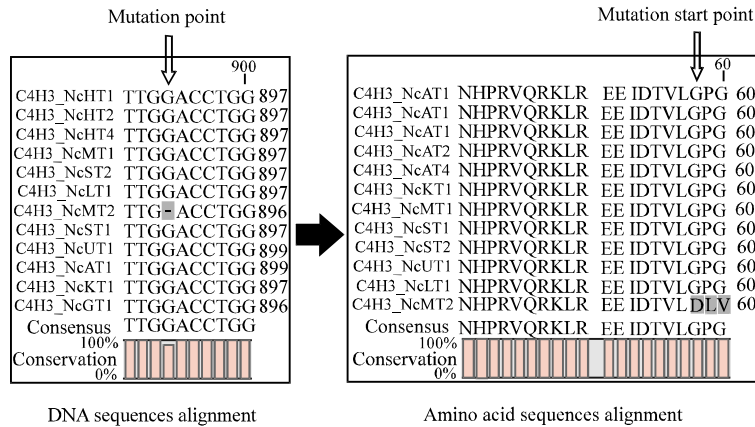 Mutation point
900
C4H3_NcHT1 TTGGACCTGG 897
C4H3_NcHT2 TTGGACCTGG 897
C4H3_NcHT4 TTGGACCTGG 897
C4H3_NcMT1 TTGGACCTGG 897
C4H3_NcST2 TTGGACCTGG 897
C4H3_NcLT1 TTGGACCTGG 897
C4H3_NcMT2 TTG-ACCTGG 896
C4H3_NcST1 TTGGACCTGG 897
C4H3_NcUT1 TTGGACCTGG 899
C4H3_NcAT1 TTGGACCTGG 899
C4H3_NcKT1 TTGGACCTGG 897
C4H3_NcGT1 TTGGACCTGG 896
Consensus TTGGACCTGG
100%
Conservation
0%
DNA sequences alignment
Mutation start point
60
C4H3_NcAT1 NHPRVQRKLR EE IDTVLGPG 60
C4H3_NcAT1 NHPRVQRKLR EE IDTVLGPG 60
C4H3_NcAT1 NHPRVQRKLR EE IDTVLGPG 60
C4H3_NcAT2 NHPRVQRKLR EE IDTVLGPG 60
C4H3_NcAT4 NHPRVQRKLR EE IDTVLGPG 60
C4H3_NcKT1 NHPRVQRKLR EE IDTVLGPG 60
C4H3_NcMT1 NHPRVQRKLR EE IDTVLGPG 60
C4H3_NcST1 NHPRVQRKLR EE IDTVLGPG 60
C4H3_NcST2 NHPRVQRKLR EE IDTVLGPG 60
C4H3_NcUT1 NHPRVQRKLR EE IDTVLGPG 60
C4H3_NcLT1 NHPRVQRKLR EE IDTVLGPG 60
C4H3_NcMT2 NHPRVQRKLR EE IDTVL DLV 60
Consensus NHPRVQRKLR EE IDTVLGPG
100%
Conservation
0%
Amino acid sequences alignment